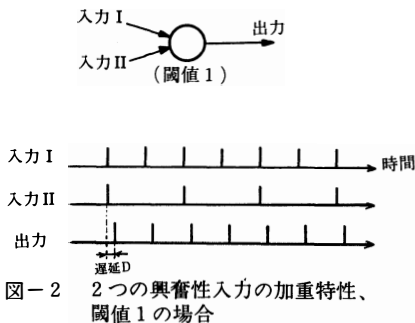 入力I
入力II
出力
(閾値1)
入力I
時間
入力II
出力
遅延D
図-2 2つの興奮性入力の加重特性、
閾値1の場合